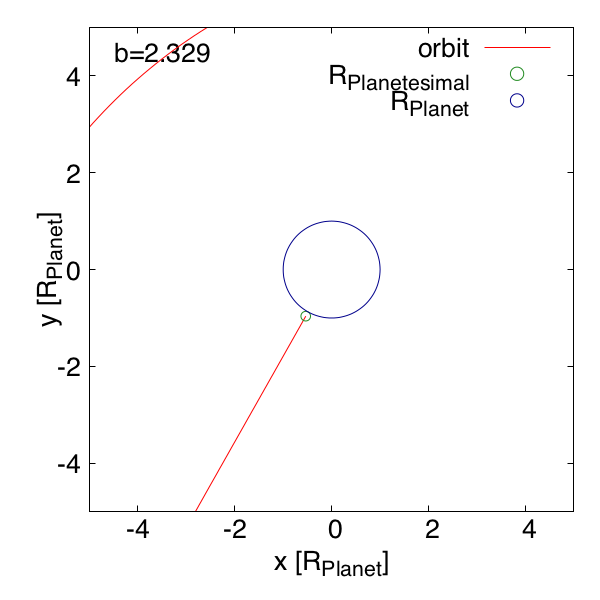 b=2.329
orbit
R_Planetesimal
R_Planet
4
2
0
-2
-4
y [R_Planet]
-4 -2 0 2 4
x [R_Planet]